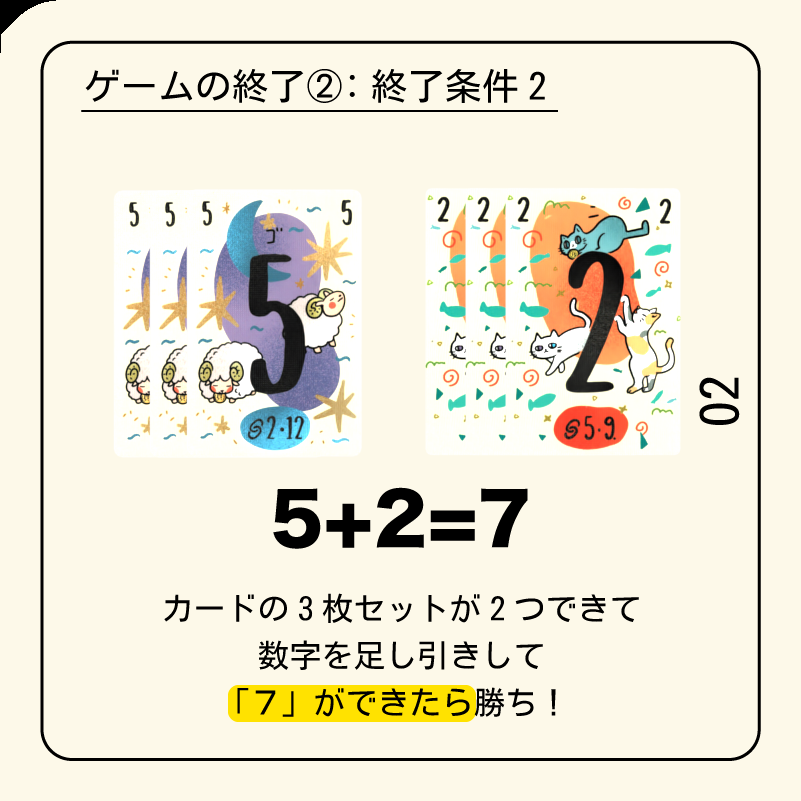 ゲームの終了②：終了条件2
5 5 5 5
ゴ
5
2・12
2 2 2 2
2
5・9
02
5+2=7
カードの3枚セットが2つできて
数字を足し引きして
「7」ができたら勝ち！